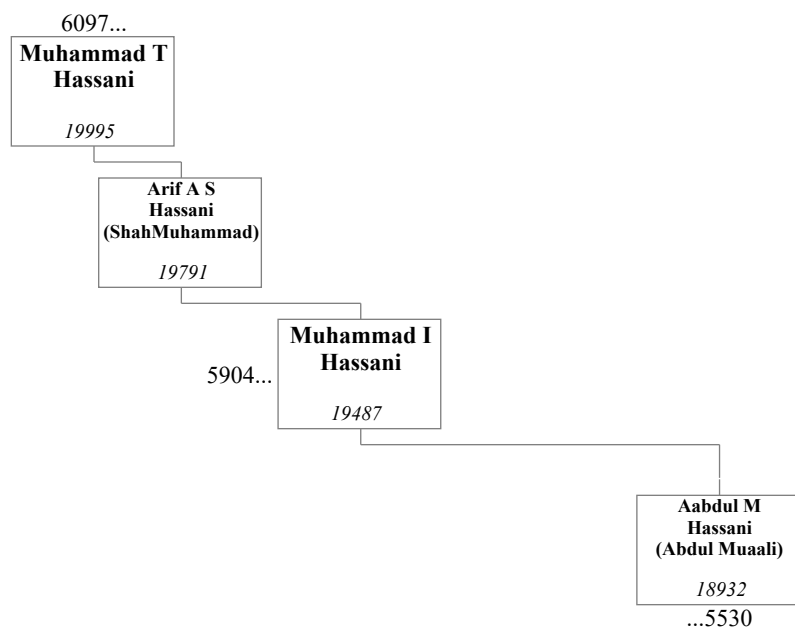 6097...
Muhammad T
Hassani
19995
Arif A S
Hassani
(ShahMuhammad)
19791
Muhammad I
Hassani
5904...
19487
Aabdul M
Hassani
(Abdul Muaali)
18932
...5530